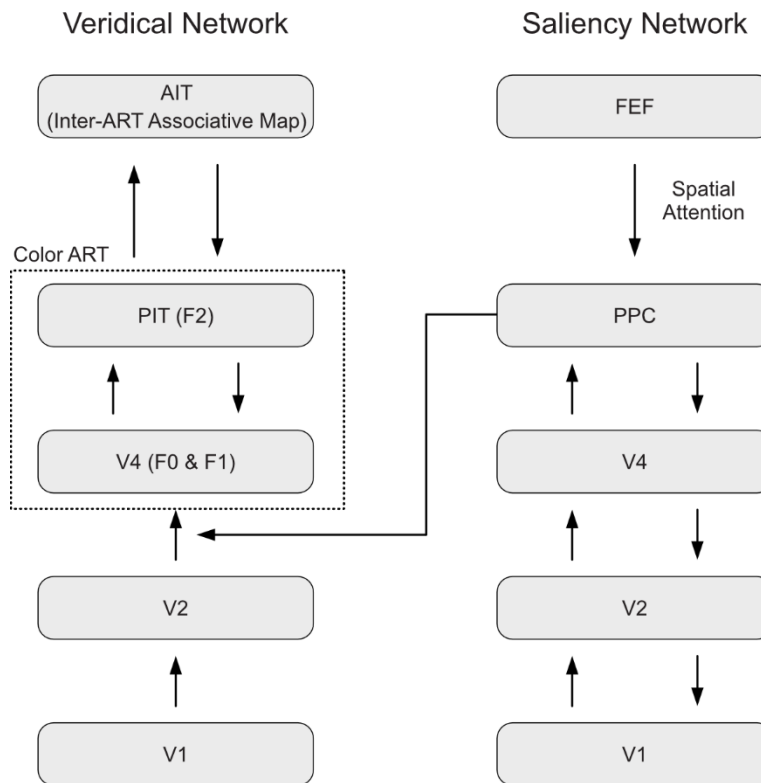 Veridical Network
Saliency Network
AIT
(Inter-ART Associative Map)
FEF
Spatial
Attention
Color ART
PIT (F2)
PPC
V4 (F0 & F1)
V4
V2
V2
V1
V1